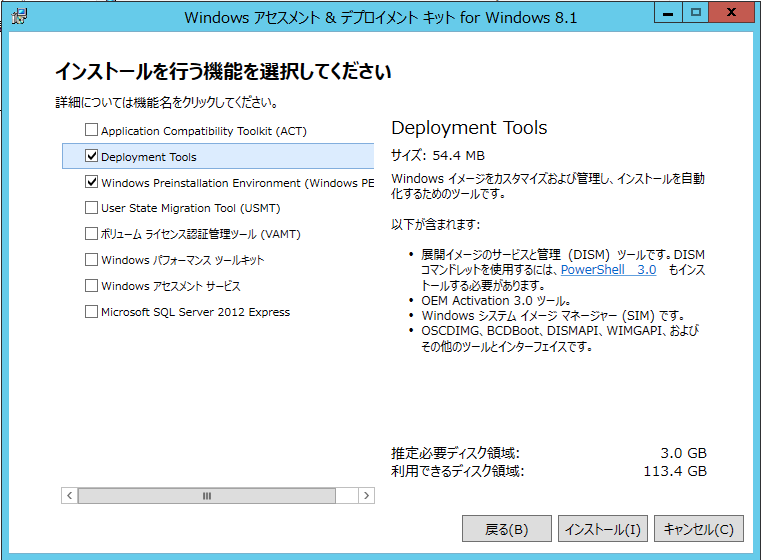 Windows アセスメント & デプロイメント キット for Windows 8.1
インストールを行う機能を選択してください
詳細については機能名をクリックしてください。
Application Compatibility Toolkit (ACT)
Deployment Tools
Windows Preinstallation Environment (Windows PE
User State Migration Tool (USMT)
ボリューム ライセンス認証管理ツール (VAMT)
Windows パフォーマンス ツールキット
Windows アセスメント サービス
Microsoft SQL Server 2012 Express
Deployment Tools
サイズ: 54.4 MB
Windows イメージをカスタマイズおよび管理し、インストールを自動
化するためのツールです。
以下が含まれます:
• 展開イメージのサービスと管理 (DISM) ツールです。DISM
コマンドレットを使用するには、PowerShell 3.0 もインス
トールする必要があります。
• OEM Activation 3.0 ツール。
• Windows システム イメージ マネージャー (SIM) です。
• OSCDIMG、BCDBoot、DISMAPI、WIMGAPI、および
その他のツールとインターフェイスです。
推定必要ディスク領域: 3.0 GB
利用できるディスク領域: 113.4 GB
戻る(B) インストール(I) キャンセル(C)